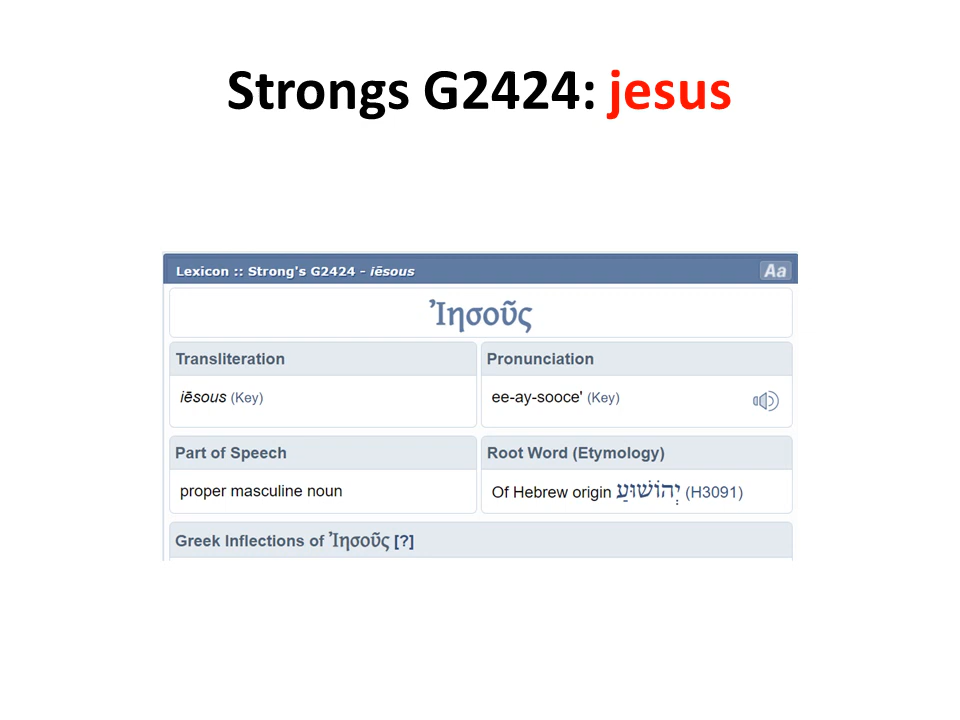 Strongs G2424: jesus
Lexicon :: Strong's G2424 - iēsous
Aa
Ἰησοῦς
Transliteration
Pronunciation
iēsous (Key)
ee-ay-sooce' (Key)
Part of Speech
Root Word (Etymology)
proper masculine noun
Of Hebrew origin יְהוֹשׁוּעַ (H3091)
Greek Inflections of Ἰησοῦς [?]